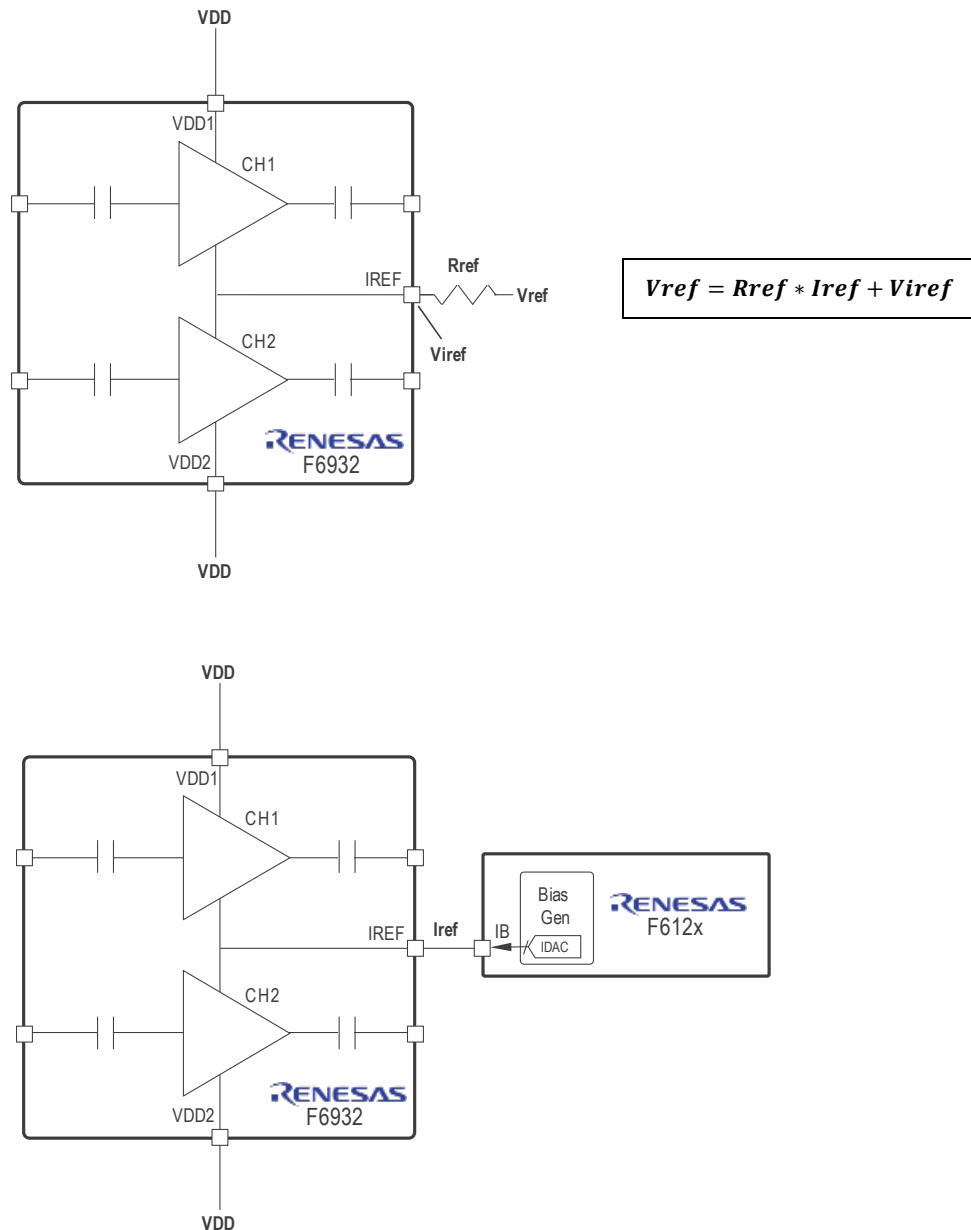 VDD
VDD1
CH1
IREF
Rref
Vref
Viref
CH2
RENESAS
F6932
VDD2
VDD
Vref = Rref * Iref + Viref
VDD
VDD1
CH1
IREF
Iref
IB
Bias
Gen
IDAC
RENESAS
F612x
CH2
RENESAS
F6932
VDD2
VDD